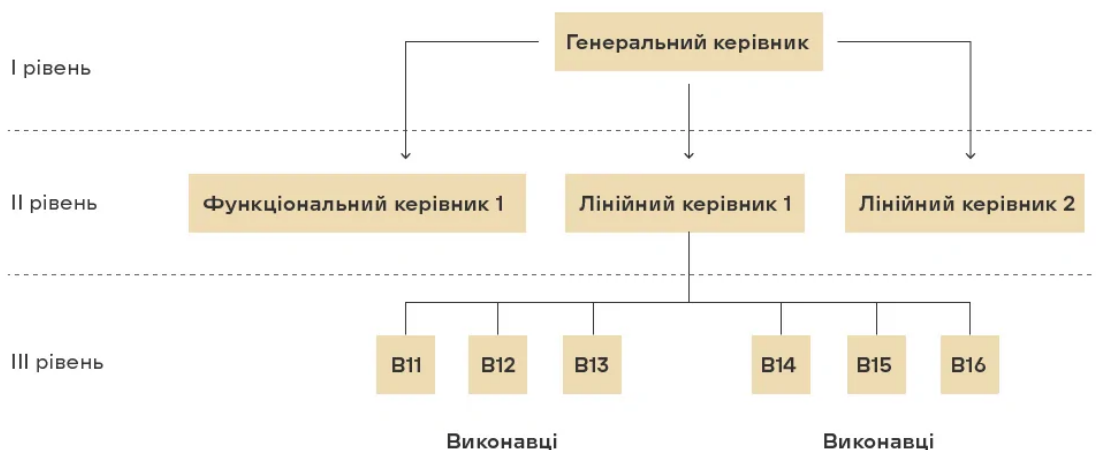 Генеральний керівник
І рівень
ІІ рівень
Функціональний керівник 1
Лінійний керівник 1
Лінійний керівник 2
ІІІ рівень
В11
В12
В13
В14
В15
В16
Виконавці
Виконавці